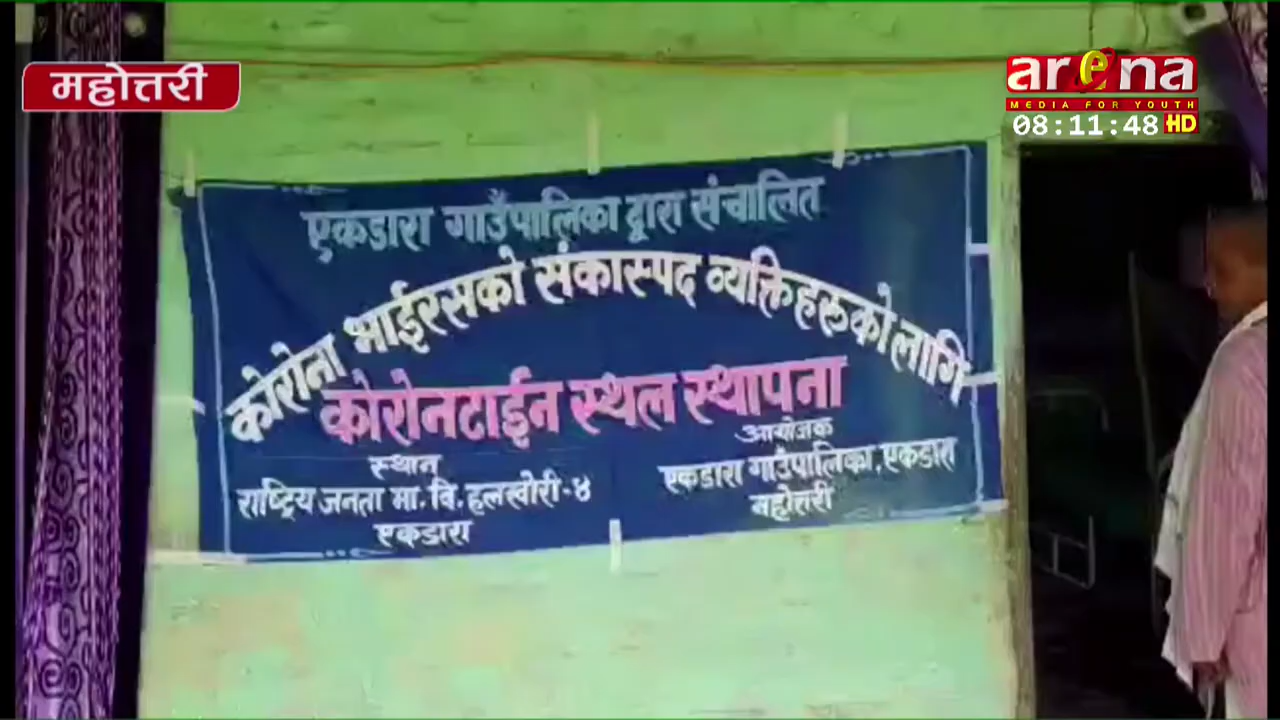 महोत्तरी
arena
MEDIA FOR YOUTH
08:11:48 HD
एकडारा गाउँपालिका द्वारा संचालित
कोरोना भाईरसको संकास्पद व्यक्तिहरुको लागि
कोरोनटाईन स्थल स्थापना
स्थान
राष्ट्रिय जनता मा. वि. हलखोरी-४
एकडारा
आयोजक
एकडारा गाउँपालिका, एकडारा
महोत्तरी